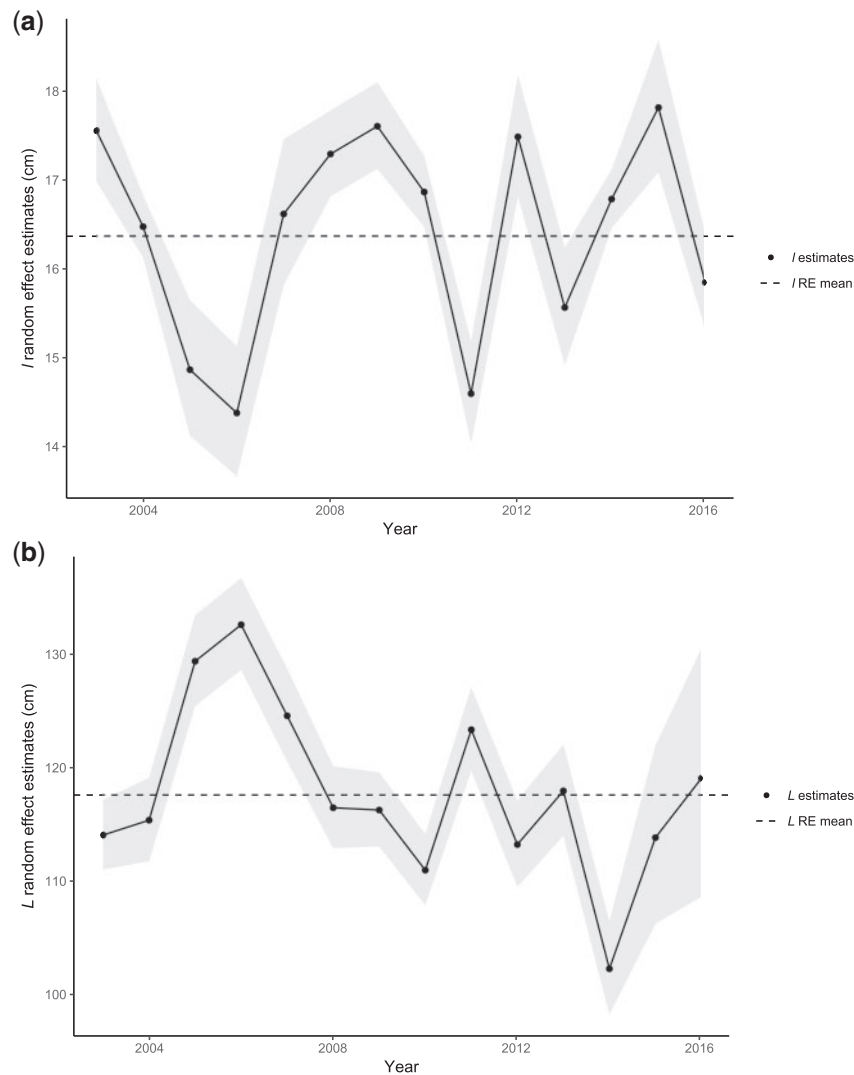 (a)
l random effect estimates (cm)
18
17
16
15
14
2004
2008
2012
2016
Year
l estimates
l RE mean
(b)
L random effect estimates (cm)
130
120
110
100
2004
2008
2012
2016
Year
L estimates
L RE mean